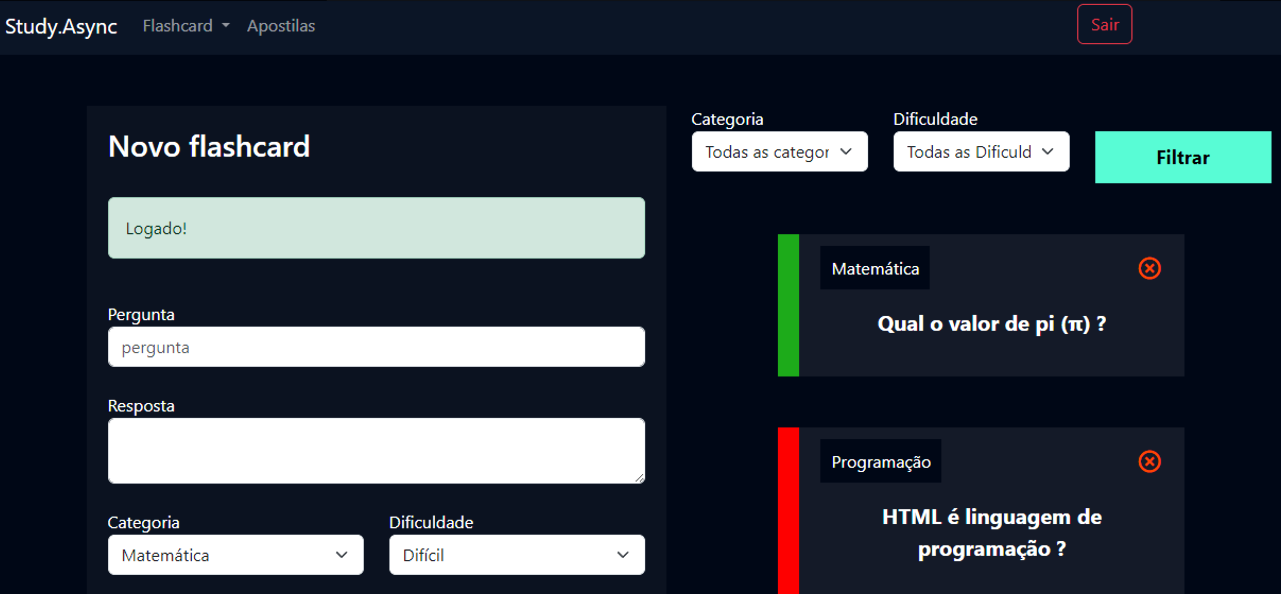 Study.Async Flashcard Apostilas Sair
Novo flashcard
Logado!
Pergunta
pergunta
Resposta
Categoria Dificuldade
Matemática Difícil
Categoria Dificuldade
Todas as categor Todas as Dificuld Filtrar
Matemática
Qual o valor de pi (π) ?
Programação
HTML é linguagem de
programação ?